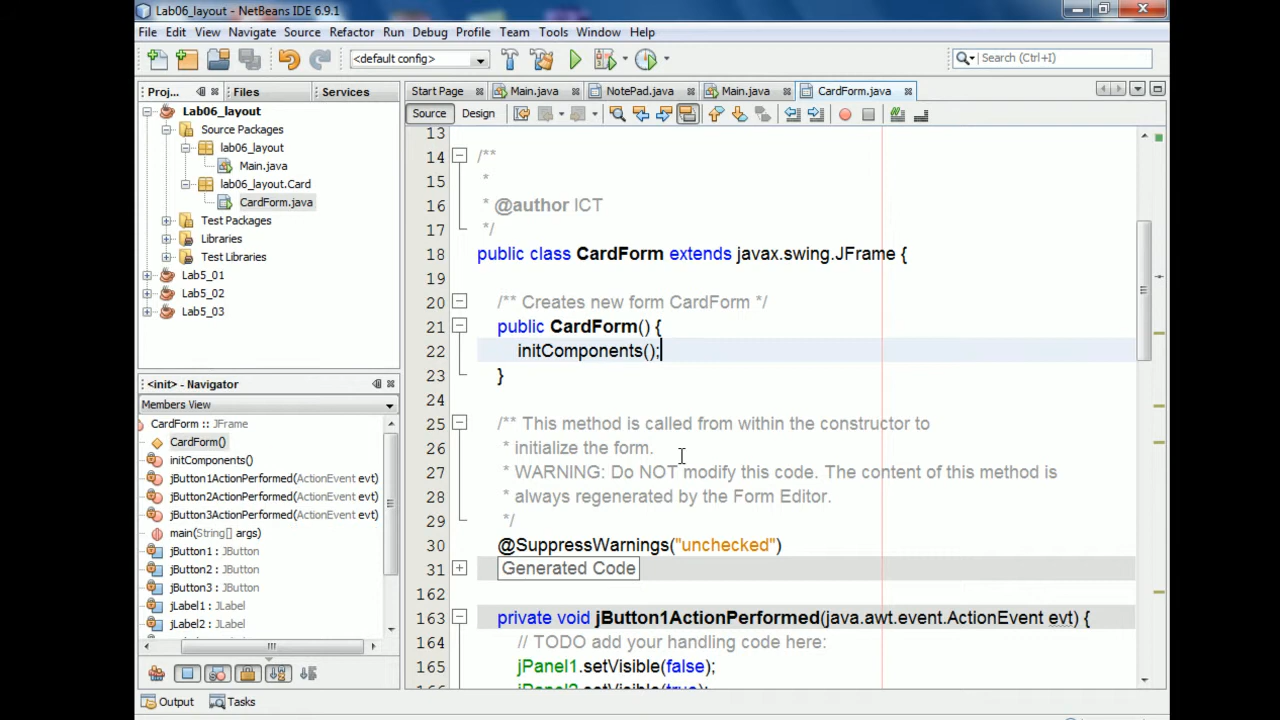 Lab06_layout - NetBeans IDE 6.9.1
File Edit View Navigate Source Refactor Run Debug Profile Team Tools Window Help
<default config>
Search (Ctrl+I)
Proj... Files Services
Start Page Main.java NotePad.java Main.java CardForm.java
Source Design
Lab06_layout
Source Packages
lab06_layout
Main.java
lab06_layout.Card
CardForm.java
Test Packages
Libraries
Test Libraries
Lab5_01
Lab5_02
Lab5_03
<init> - Navigator
Members View
CardForm :: JFrame
CardForm()
initComponents()
jButton1ActionPerformed(ActionEvent evt)
jButton2ActionPerformed(ActionEvent evt)
jButton3ActionPerformed(ActionEvent evt)
main(String[] args)
jButton1 : JButton
jButton2 : JButton
jButton3 : JButton
jLabel1 : JLabel
jLabel2 : JLabel
13
14 /**
15 *
16 * @author ICT
17 */
18 public class CardForm extends javax.swing.JFrame {
19
20 /** Creates new form CardForm */
21 public CardForm() {
22 initComponents();
23 }
24
25 /** This method is called from within the constructor to
26 * initialize the form.
27 * WARNING: Do NOT modify this code. The content of this method is
28 * always regenerated by the Form Editor.
29 */
30 @SuppressWarnings("unchecked")
31 Generated Code
162
163 private void jButton1ActionPerformed(java.awt.event.ActionEvent evt) {
164 // TODO add your handling code here:
165 jPanel1.setVisible(false);
166 jPanel2.setVisible(true);
Output Tasks